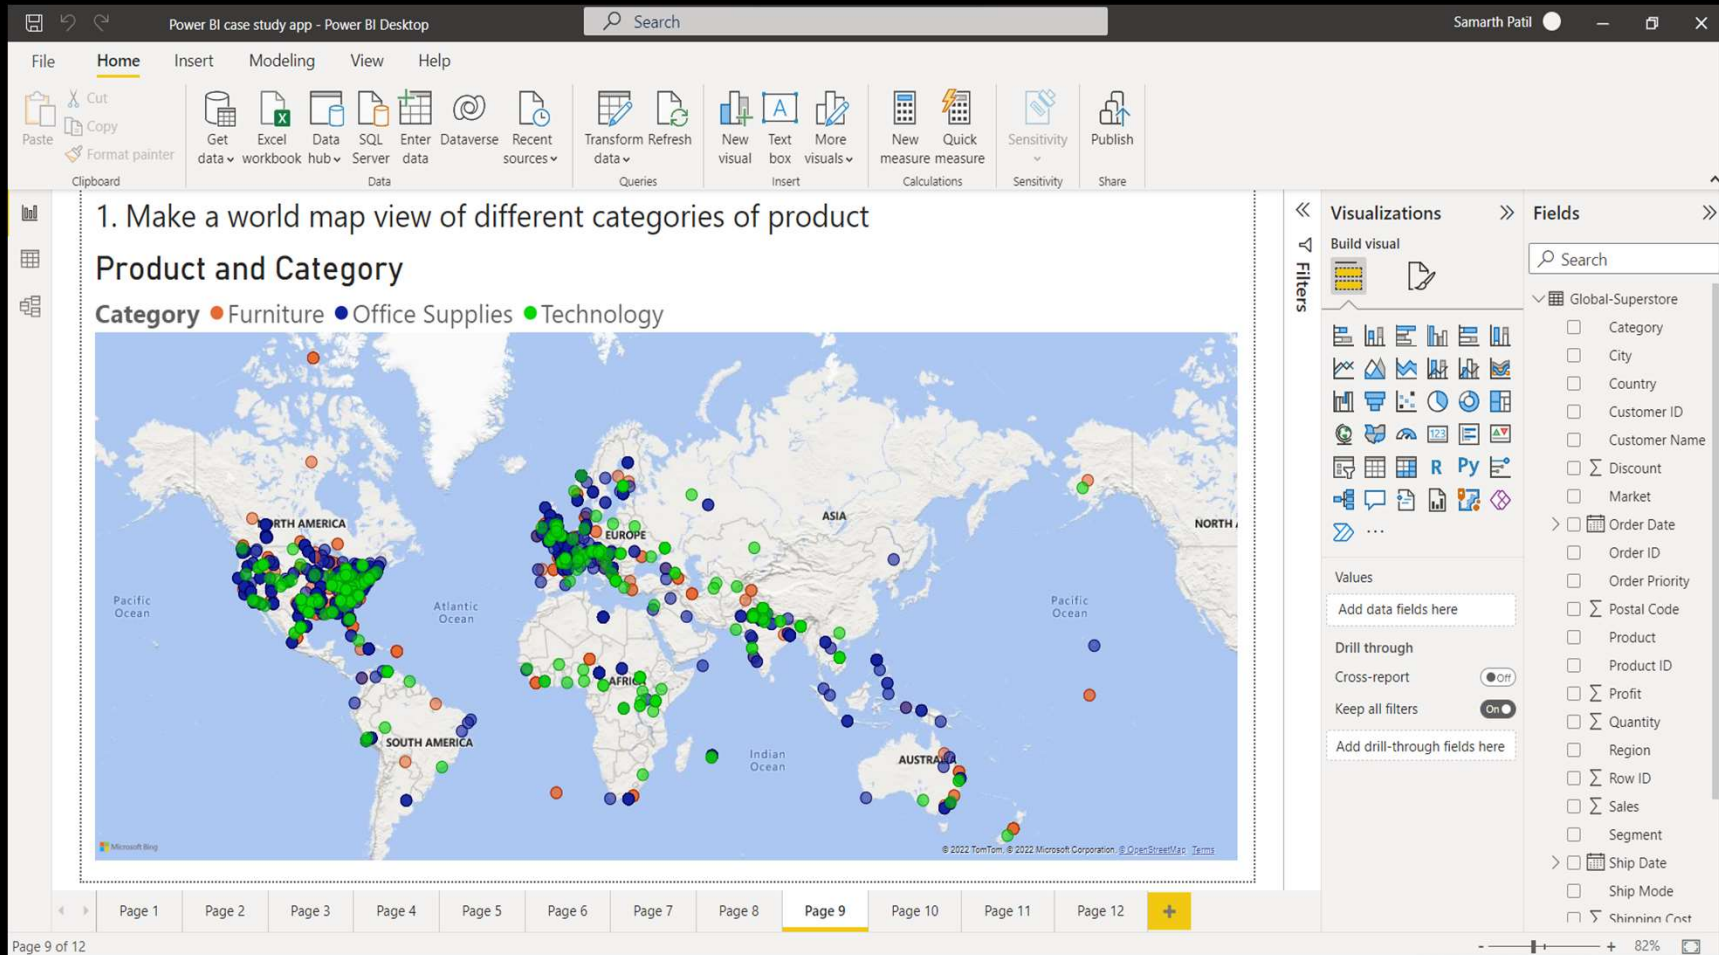 Power BI case study app - Power BI Desktop
Search
Samarth Patil
File Home Insert Modeling View Help
Paste
Cut
Copy
Format painter
Clipboard
Get data
Excel workbook
Data hub
SQL Server
Enter data
Dataverse
Recent sources
Data
Transform data
Refresh
Queries
New visual
Text box
More visuals
Insert
New measure
Quick measure
Calculations
Sensitivity
Sensitivity
Publish
Share
1. Make a world map view of different categories of product
Product and Category
Category Furniture Office Supplies Technology
RTH AMERICA
EUROPE
ASIA
NORTH
Pacific Ocean
Atlantic Ocean
Pacific Ocean
AFRIC
SOUTH AMERICA
Indian Ocean
AUSTRA
Microsoft Bing
© 2022 TomTom, © 2022 Microsoft Corporation, © OpenStreetMap Terms
Filters
Visualizations
Build visual
123
R
Py
...
Values
Add data fields here
Drill through
Cross-report
Off
Keep all filters
On
Add drill-through fields here
Fields
Search
Global-Superstore
Category
City
Country
Customer ID
Customer Name
Discount
Market
Order Date
Order ID
Order Priority
Postal Code
Product
Product ID
Profit
Quantity
Region
Row ID
Sales
Segment
Ship Date
Ship Mode
Shipping Cost
Page 1 Page 2 Page 3 Page 4 Page 5 Page 6 Page 7 Page 8 Page 9 Page 10 Page 11 Page 12 +
Page 9 of 12
- + 82%